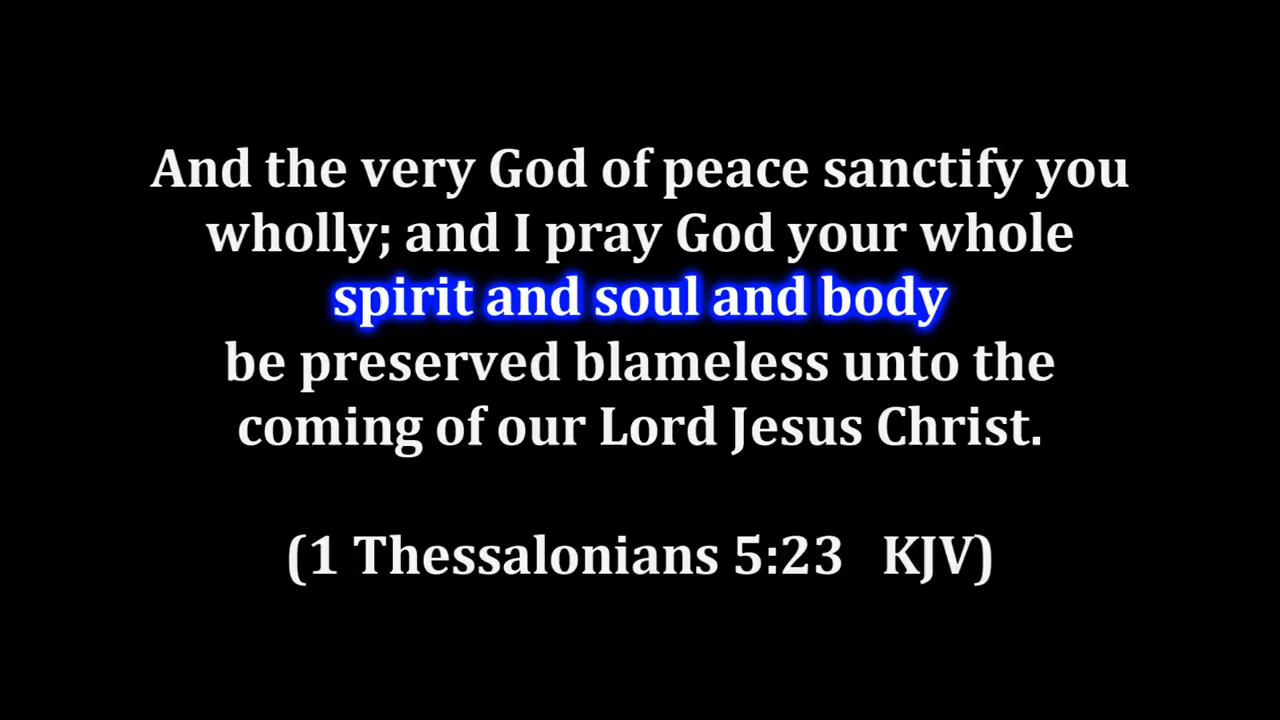 And the very God of peace sanctify you
wholly; and I pray God your whole
spirit and soul and body
be preserved blameless unto the
coming of our Lord Jesus Christ.
(1 Thessalonians 5:23 KJV)